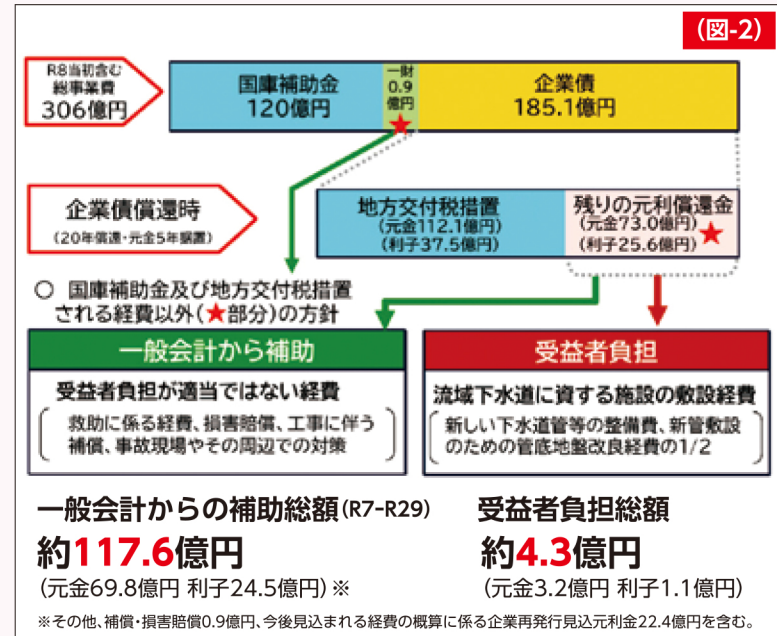 (図-2)
R8当初含む
総事業費
306億円
国庫補助金
120億円
一財
0.9
億円
★
企業債
185.1億円
企業債償還時
(20年償還・元金5年据置)
地方交付税措置
(元金112.1億円)
(利子37.5億円)
残りの元利償還金
(元金73.0億円)
(利子25.6億円)★
○ 国庫補助金及び地方交付税措置
される経費以外(★部分)の方針
一般会計から補助
受益者負担が適当ではない経費
救助に係る経費、損害賠償、工事に伴う
補償、事故現場やその周辺での対策
受益者負担
流域下水道に資する施設の敷設経費
新しい下水道管等の整備費、新管敷設
のための管底地盤改良経費の1/2
一般会計からの補助総額(R7-R29)
約117.6億円
(元金69.8億円 利子24.5億円)※
受益者負担総額
約4.3億円
(元金3.2億円 利子1.1億円)
※その他、補償・損害賠償0.9億円、今後見込まれる経費の概算に係る企業再発行見込元利金22.4億円を含む。